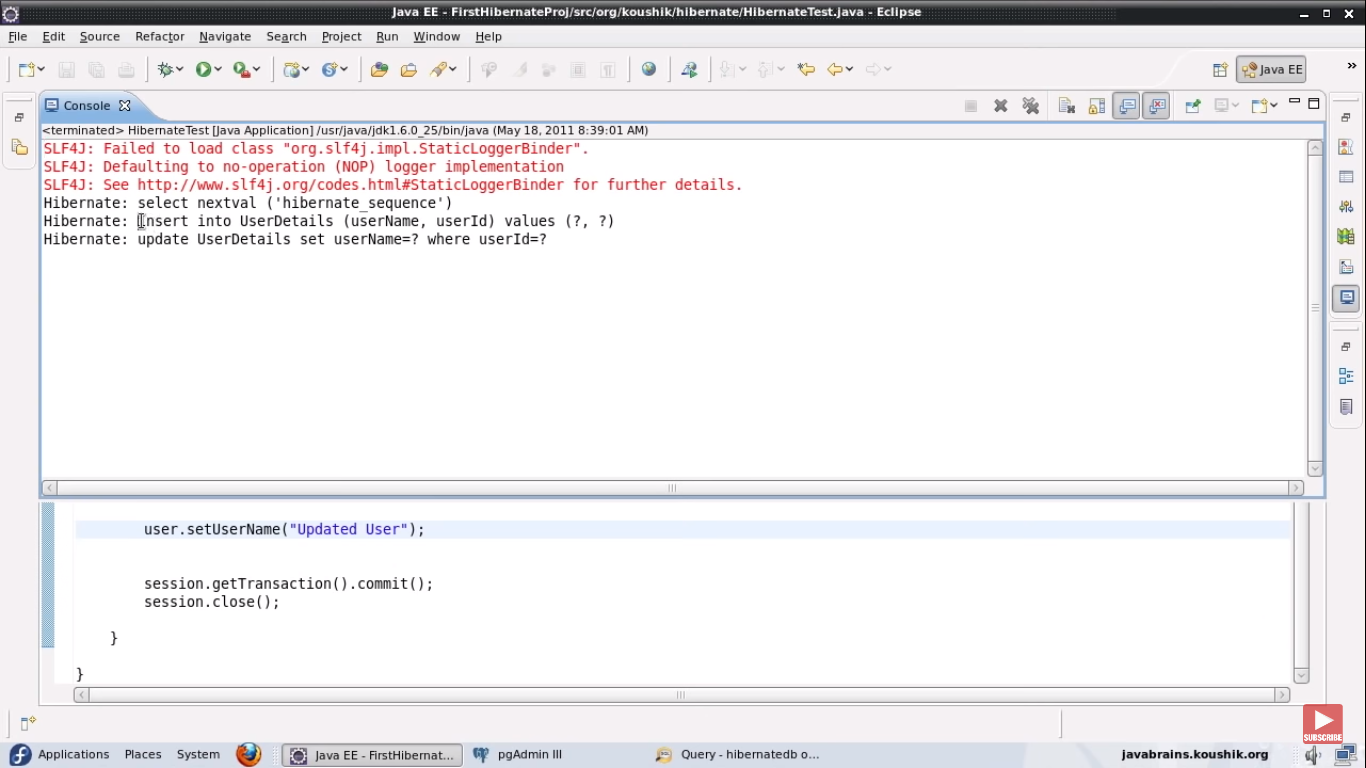 Java EE - FirstHibernateProj/src/org/koushik/hibernate/HibernateTest.java - Eclipse
File Edit Source Refactor Navigate Search Project Run Window Help
Java EE
Console
<terminated> HibernateTest [Java Application] /usr/java/jdk1.6.0_25/bin/java (May 18, 2011 8:39:01 AM)
SLF4J: Failed to load class "org.slf4j.impl.StaticLoggerBinder".
SLF4J: Defaulting to no-operation (NOP) logger implementation
SLF4J: See http://www.slf4j.org/codes.html#StaticLoggerBinder for further details.
Hibernate: select nextval ('hibernate_sequence')
Hibernate: insert into UserDetails (userName, userId) values (?, ?)
Hibernate: update UserDetails set userName=? where userId=?
user.setUserName("Updated User");
session.getTransaction().commit();
session.close();
}
}
SUBSCRIBE
Applications Places System Java EE - FirstHibernat... pgAdmin III Query - hibernatedb o... javabrains.koushik.org